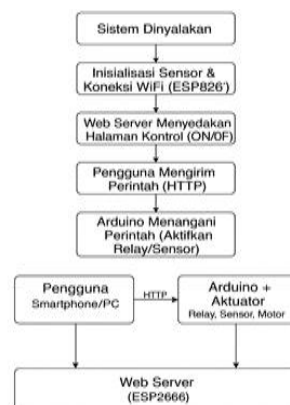 Sistem Dinyalakan
Inisialisasi Sensor &
Koneksi WiFi (ESP826')
Web Server Menyedakan
Halaman Kontrol (ON/0F)
Pengguna Mengirim
Perintah (HTTP)
Arduino Menangani
Perintah (Aktifkan
Relay/Sensor)
Pengguna
Smartphone/PC
HTTP
Arduino +
Aktuator
Relay, Sensor, Motor
Web Server
(ESP2666)